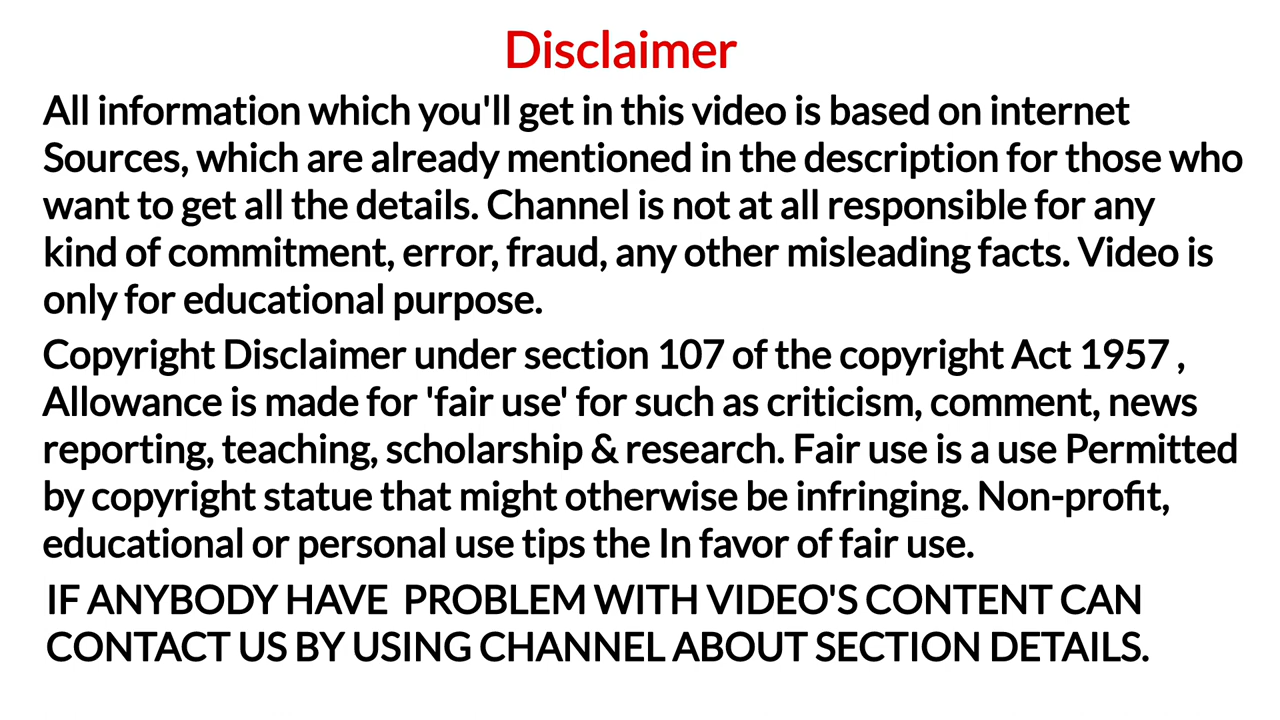 Disclaimer
All information which you'll get in this video is based on internet
Sources, which are already mentioned in the description for those who
want to get all the details. Channel is not at all responsible for any
kind of commitment, error, fraud, any other misleading facts. Video is
only for educational purpose.
Copyright Disclaimer under section 107 of the copyright Act 1957 ,
Allowance is made for 'fair use' for such as criticism, comment, news
reporting, teaching, scholarship & research. Fair use is a use Permitted
by copyright statue that might otherwise be infringing. Non-profit,
educational or personal use tips the In favor of fair use.
IF ANYBODY HAVE  PROBLEM WITH VIDEO'S CONTENT CAN
CONTACT US BY USING CHANNEL ABOUT SECTION DETAILS.